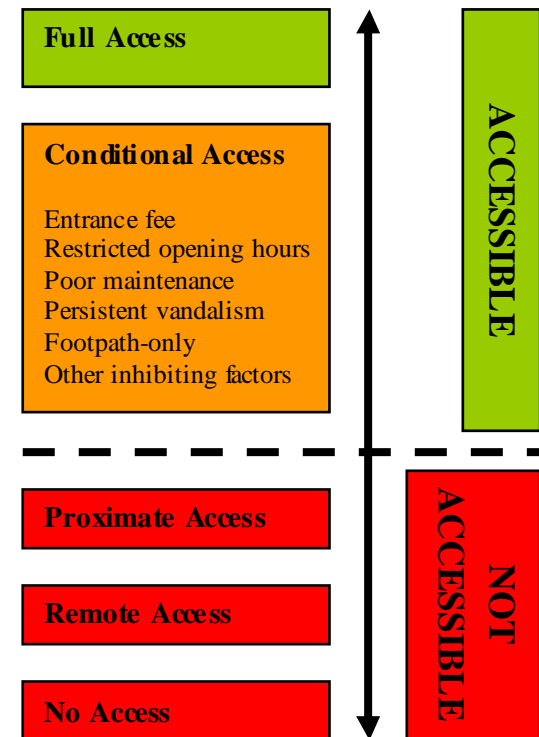 Full Access
Conditional Access
Entrance fee
Restricted opening hours
Poor maintenance
Persistent vandalism
Footpath-only
Other inhibiting factors
ACCESSIBLE
Proximate Access
Remote Access
No Access
NOT
ACCESSIBLE